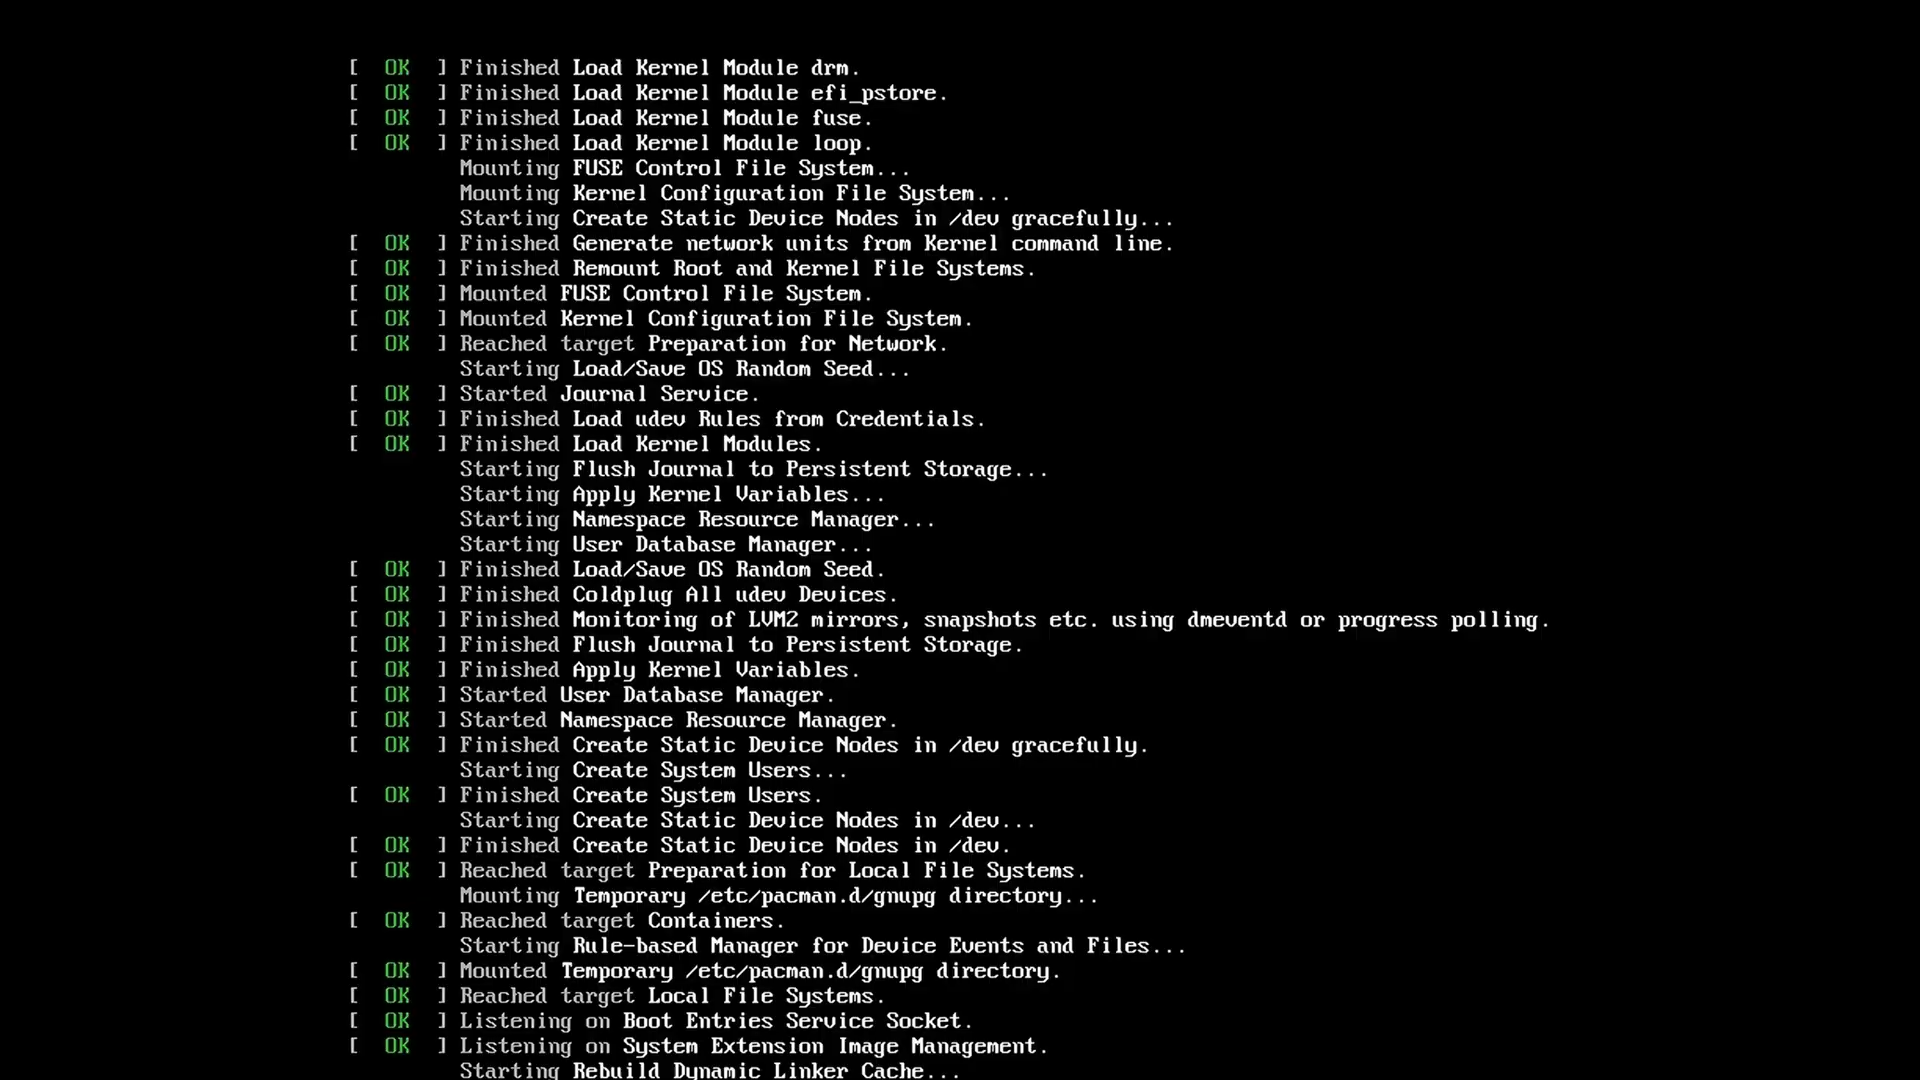 [  OK  ] Finished Load Kernel Module drm.
[  OK  ] Finished Load Kernel Module efi_pstore.
[  OK  ] Finished Load Kernel Module fuse.
[  OK  ] Finished Load Kernel Module loop.
Mounting FUSE Control File System...
Mounting Kernel Configuration File System...
Starting Create Static Device Nodes in /dev gracefully...
[  OK  ] Finished Generate network units from Kernel command line.
[  OK  ] Finished Remount Root and Kernel File Systems.
[  OK  ] Mounted FUSE Control File System.
[  OK  ] Mounted Kernel Configuration File System.
[  OK  ] Reached target Preparation for Network.
Starting Load/Save OS Random Seed...
[  OK  ] Started Journal Service.
[  OK  ] Finished Load udev Rules from Credentials.
[  OK  ] Finished Load Kernel Modules.
Starting Flush Journal to Persistent Storage...
Starting Apply Kernel Variables...
Starting Namespace Resource Manager...
Starting User Database Manager...
[  OK  ] Finished Load/Save OS Random Seed.
[  OK  ] Finished Coldplug All udev Devices.
[  OK  ] Finished Monitoring of LVM2 mirrors, snapshots etc. using dmeventd or progress polling.
[  OK  ] Finished Flush Journal to Persistent Storage.
[  OK  ] Finished Apply Kernel Variables.
[  OK  ] Started User Database Manager.
[  OK  ] Started Namespace Resource Manager.
[  OK  ] Finished Create Static Device Nodes in /dev gracefully.
Starting Create System Users...
[  OK  ] Finished Create System Users.
Starting Create Static Device Nodes in /dev...
[  OK  ] Finished Create Static Device Nodes in /dev.
[  OK  ] Reached target Preparation for Local File Systems.
Mounting Temporary /etc/pacman.d/gnupg directory...
[  OK  ] Reached target Containers.
Starting Rule-based Manager for Device Events and Files...
[  OK  ] Mounted Temporary /etc/pacman.d/gnupg directory.
[  OK  ] Reached target Local File Systems.
[  OK  ] Listening on Boot Entries Service Socket.
[  OK  ] Listening on System Extension Image Management.
Starting Rebuild Dynamic Linker Cache...